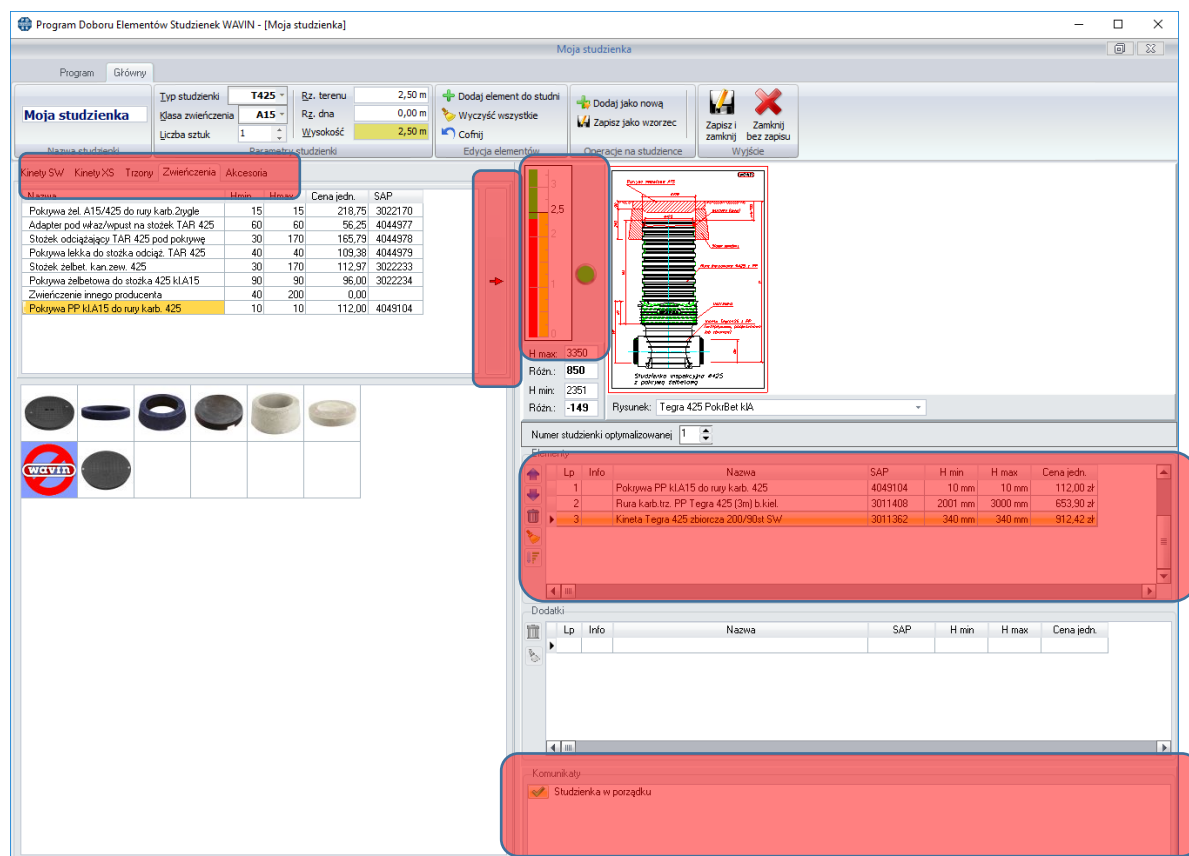 Program Doboru Elementów Studzienek WAVIN - [Moja studzienka]
Moja studzienka
Program Główny
Moja studzienka
Nazwa studzienki
Typ studzienki T425
Klasa zwieńczenia A15
Liczba sztuk 1
Rz. terenu 2,50 m
Rz. dna 0,00 m
Wysokość 2,50 m
Parametry studzienki
Dodaj element do studni
Wyczyść wszystkie
Cofnij
Edycja elementów
Dodaj jako nową
Zapisz jako wzorzec
Operacje na studzience
Zapisz i zamknij
Zamknij bez zapisu
Wyjście
Kinety SW Kinety XS Trzony Zwieńczenia Akcesoria
Nazwa Hmin Hmax Cena jedn. SAP
Pokrywa żel. A15/425 do rury karb.2rygle 15 15 218,75 3022170
Adapter pod właz/wpust na stożek TAR 425 60 60 56,25 4044977
Stożek odciążający TAR 425 pod pokrywę 30 170 165,79 4044978
Pokrywa lekka do stożka odciąż. TAR 425 40 40 109,38 4044979
Stożek żelbet. kan.zew. 425 30 170 112,97 3022233
Pokrywa żelbetowa do stożka 425 kl.A15 90 90 96,00 3022234
Zwieńczenie innego producenta 40 200 0,00
Pokrywa PP kl.A15 do rury karb. 425 10 10 112,00 4049104
wavin
3
2,5
2
1
0
H max: 3350
Różn.: 850
H min: 2351
Różn.: -149
Studzienka inspekcyjna Ø425
z pokrywą żelbetową
Rysunek: Tegra 425 PokrBet klA
Numer studzienki optymalizowanej 1
Elementy
Lp Info Nazwa SAP H min H max Cena jedn.
1 Pokrywa PP kl.A15 do rury karb. 425 4049104 10 mm 10 mm 112,00 zł
2 Rura karb.trz. PP Tegra 425 (3m) b.kiel. 3011408 2001 mm 3000 mm 653,90 zł
3 Kineta Tegra 425 zbiorcza 200/90st SW 3011362 340 mm 340 mm 912,42 zł
Dodatki
Lp Info Nazwa SAP H min H max Cena jedn.
Komunikaty
Studzienka w porządku